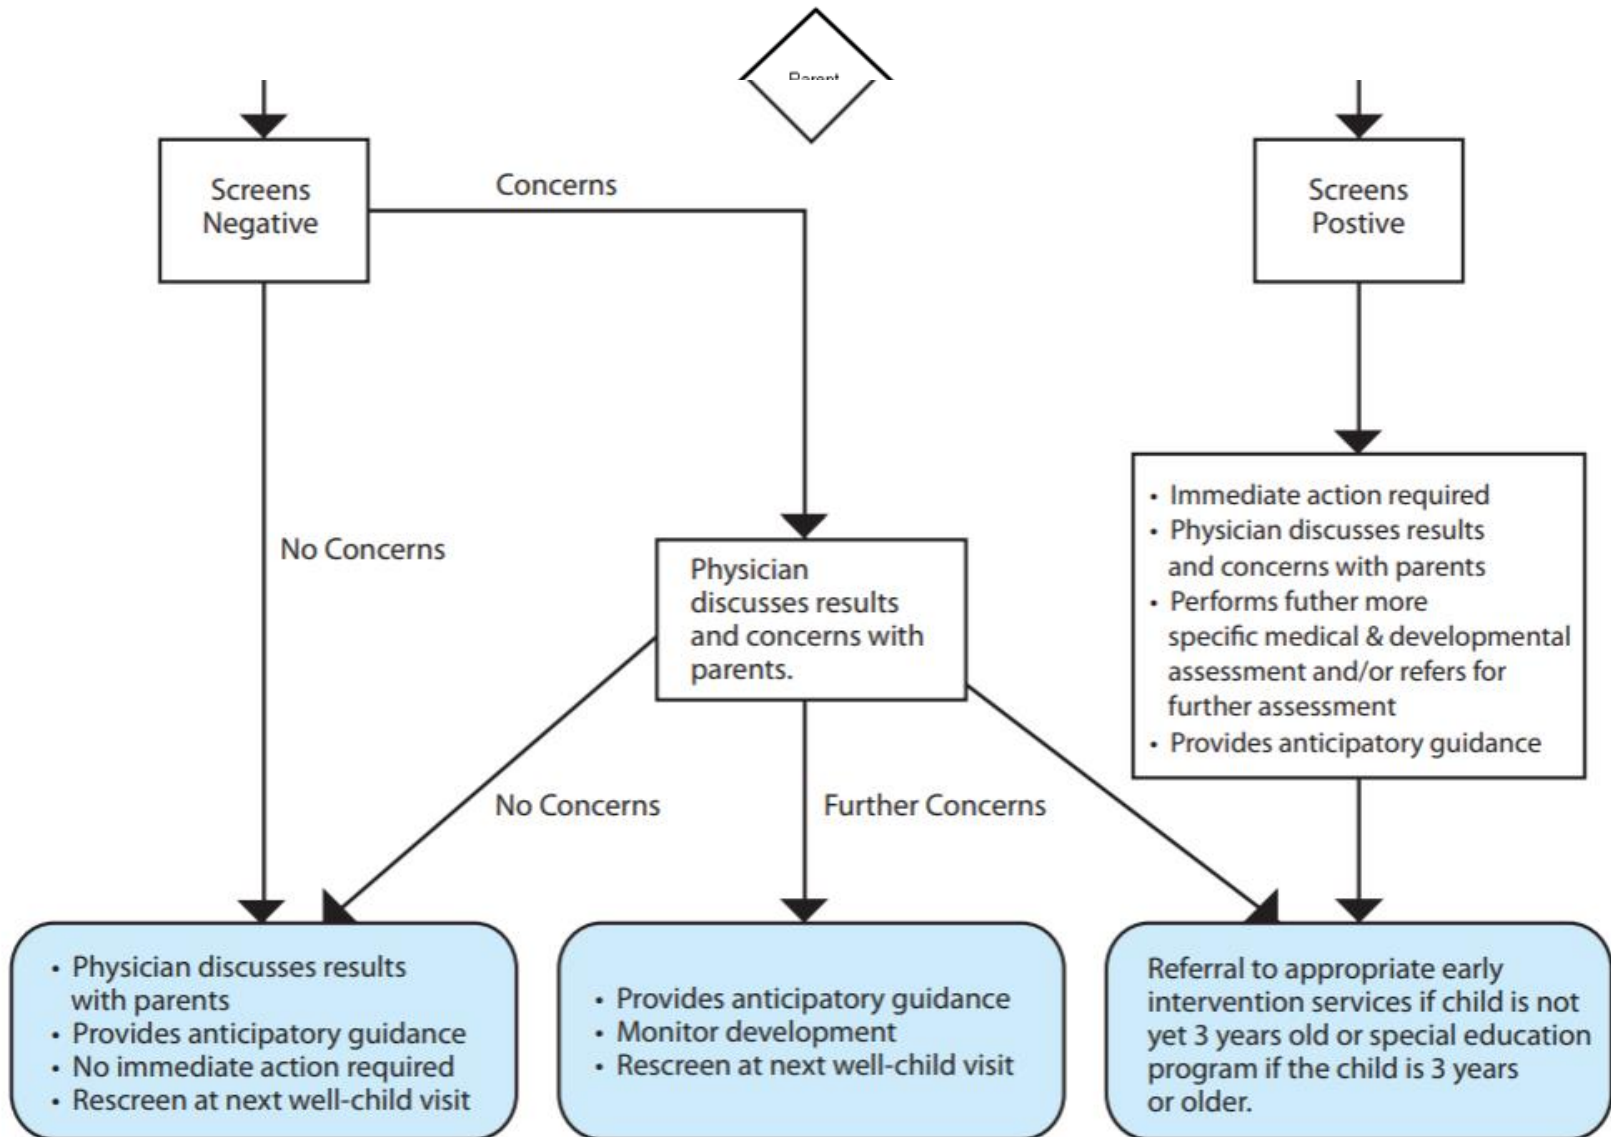 Screens
Negative
Concerns
Screens
Postive
No Concerns
Physician
discusses results
and concerns with
parents.
• Immediate action required
• Physician discusses results
and concerns with parents
• Performs futher more
specific medical & developmental
assessment and/or refers for
further assessment
• Provides anticipatory guidance
No Concerns
Further Concerns
• Physician discusses results
with parents
• Provides anticipatory guidance
• No immediate action required
• Rescreen at next well-child visit
• Provides anticipatory guidance
• Monitor development
• Rescreen at next well-child visit
Referral to appropriate early
intervention services if child is not
yet 3 years old or special education
program if the child is 3 years
or older.